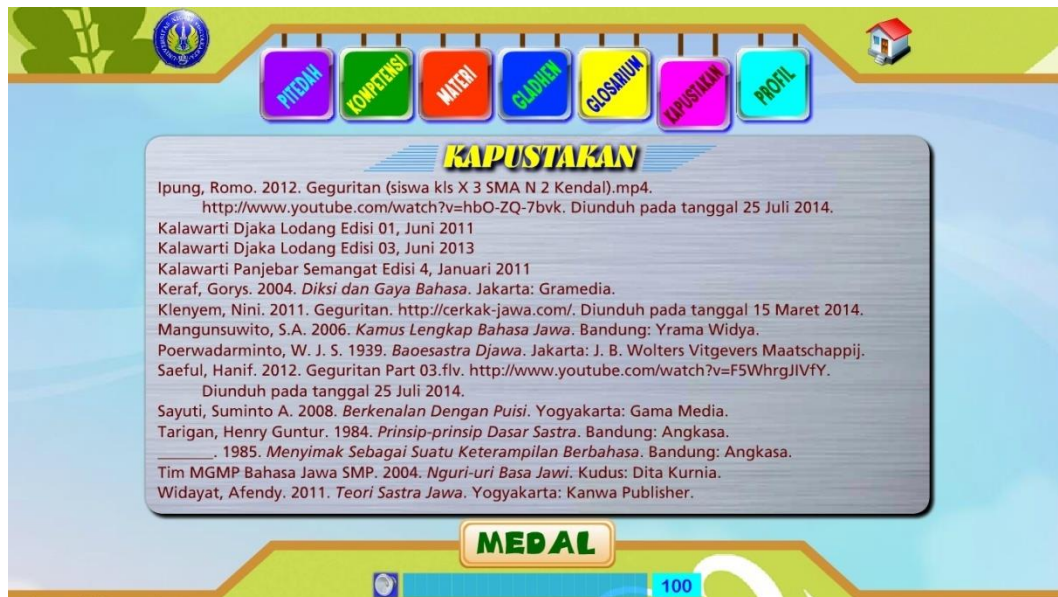 PITEDAH
KOMPETENSI
MATERI
GLADHEN
GLOSARIUM
KAPUSTAKAN
PROFIL
KAPUSTAKAN
Ipung, Romo. 2012. Geguritan (siswa kls X 3 SMA N 2 Kendal).mp4.
http://www.youtube.com/watch?v=hbO-ZQ-7bvk. Diunduh pada tanggal 25 Juli 2014.
Kalawarti Djaka Lodang Edisi 01, Juni 2011
Kalawarti Djaka Lodang Edisi 03, Juni 2013
Kalawarti Panjebar Semangat Edisi 4, Januari 2011
Keraf, Gorys. 2004. Diksi dan Gaya Bahasa. Jakarta: Gramedia.
Klenyem, Nini. 2011. Geguritan. http://cerkak-jawa.com/. Diunduh pada tanggal 15 Maret 2014.
Mangunsuwito, S.A. 2006. Kamus Lengkap Bahasa Jawa. Bandung: Yrama Widya.
Poerwadarminto, W. J. S. 1939. Baoesastra Djawa. Jakarta: J. B. Wolters Vitgevers Maatschappij.
Saeful, Hanif. 2012. Geguritan Part 03.flv. http://www.youtube.com/watch?v=F5WhrgJIVfY.
Diunduh pada tanggal 25 Juli 2014.
Sayuti, Suminto A. 2008. Berkenalan Dengan Puisi. Yogyakarta: Gama Media.
Tarigan, Henry Guntur. 1984. Prinsip-prinsip Dasar Sastra. Bandung: Angkasa.
_______. 1985. Menyimak Sebagai Suatu Keterampilan Berbahasa. Bandung: Angkasa.
Tim MGMP Bahasa Jawa SMP. 2004. Nguri-uri Basa Jawi. Kudus: Dita Kurnia.
Widayat, Afendy. 2011. Teori Sastra Jawa. Yogyakarta: Kanwa Publisher.
MEDAL
100